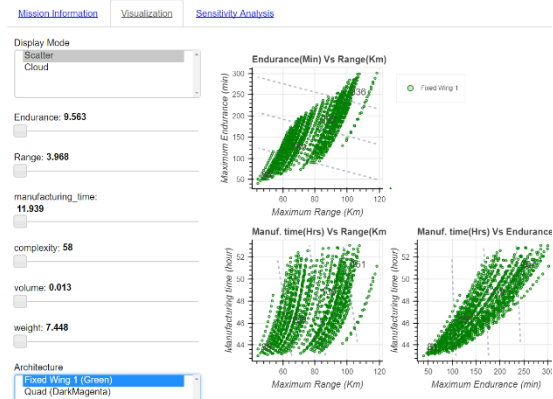 Mission Information
Visualization
Sensitivity Analysis
Display Mode
Scatter
Cloud
Endurance: 9.563
Range: 3.968
manufacturing_time:
11.939
complexity: 58
volume: 0.013
weight: 7.448
Architecture
Fixed Wing 1 (Green)
Quad (DarkMagenta)
Endurance(Min) Vs Range(Km)
Maximum Endurance (min)
300
250
200
150
100
50
60
80
100
120
Maximum Range (Km)
Fixed Wing 1
Manuf. time(Hrs) Vs Range(Km
Manufacturing time (hour)
52
50
48
46
44
60
80
100
120
Maximum Range (Km)
Manuf. time(Hrs) Vs Endurance
Manufacturing time (hour)
52
50
48
46
44
50
100
150
200
250
300
Maximum Endurance (min)